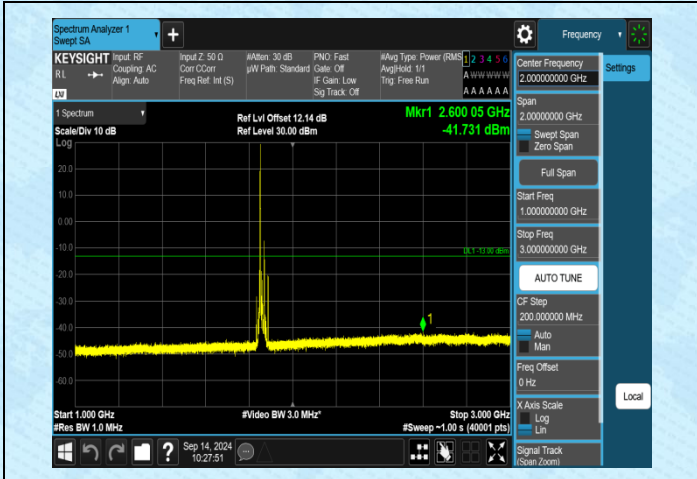 Spectrum Analyzer 1
Swept SA
Frequency
KEYSIGHT
RL
LXI
Input: RF
Coupling: AC
Align: Auto
Input Z: 50 Ω
Corr CCorr
Freq Ref: Int (S)
#Atten: 30 dB
µW Path: Standard
PNO: Fast
Gate: Off
IF Gain: Low
Sig Track: Off
#Avg Type: Power (RMS
Avg|Hold: 1/1
Trig: Free Run
1 2 3 4 5 6
A W W W W W
A A A A A A
1 Spectrum
Scale/Div 10 dB
Log
Ref Lvl Offset 12.14 dB
Ref Level 30.00 dBm
Mkr1 2.600 05 GHz
-41.731 dBm
20.0
10.0
0.00
-10.0
-20.0
-30.0
-40.0
-50.0
-60.0
DL1 -13.00 dBm
1
Start 1.000 GHz
#Res BW 1.0 MHz
#Video BW 3.0 MHz*
Stop 3.000 GHz
#Sweep ~1.00 s (40001 pts)
Sep 14, 2024
10:27:51
Center Frequency
2.000000000 GHz
Settings
Span
2.00000000 GHz
Swept Span
Zero Span
Full Span
Start Freq
1.000000000 GHz
Stop Freq
3.000000000 GHz
AUTO TUNE
CF Step
200.000000 MHz
Auto
Man
Freq Offset
0 Hz
X Axis Scale
Log
Lin
Local
Signal Track
(Span Zoom)